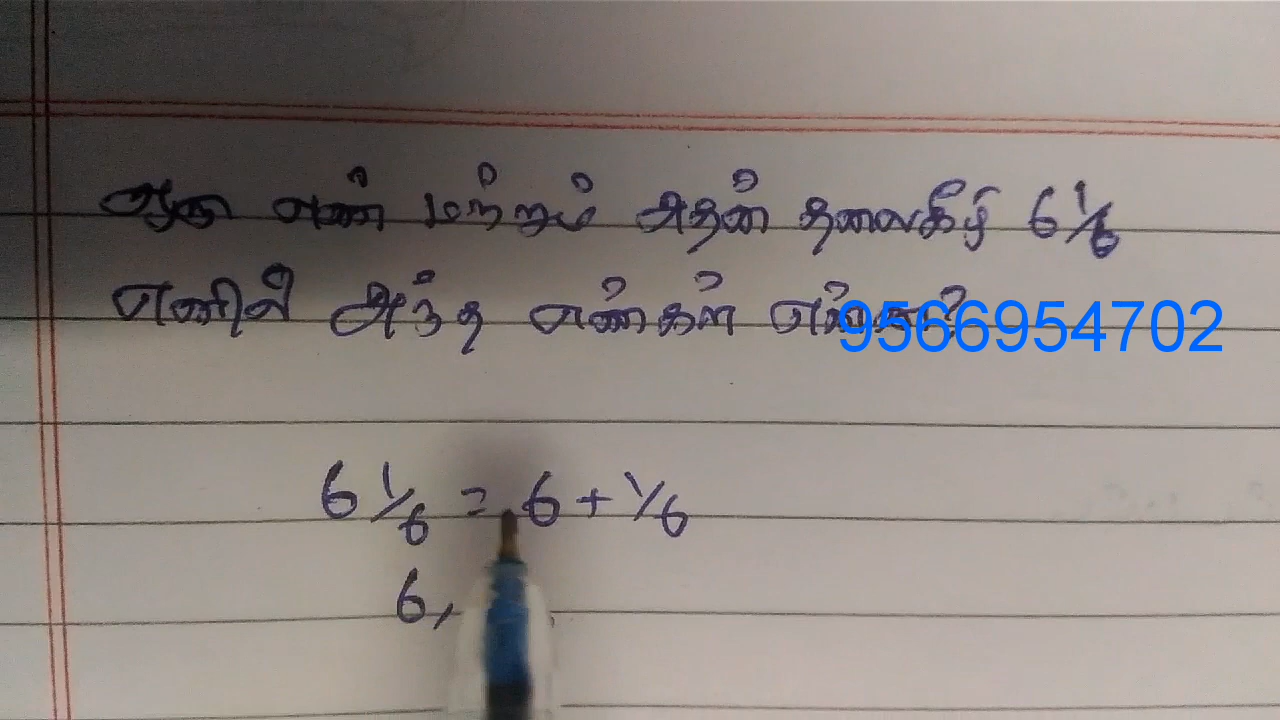 ஒரு எண் மற்றும் அதன் தலைகீழ் 6 1/6
எனில் அந்த எண்கள்
9566954702
6 1/6 = 6 + 1/6
6,